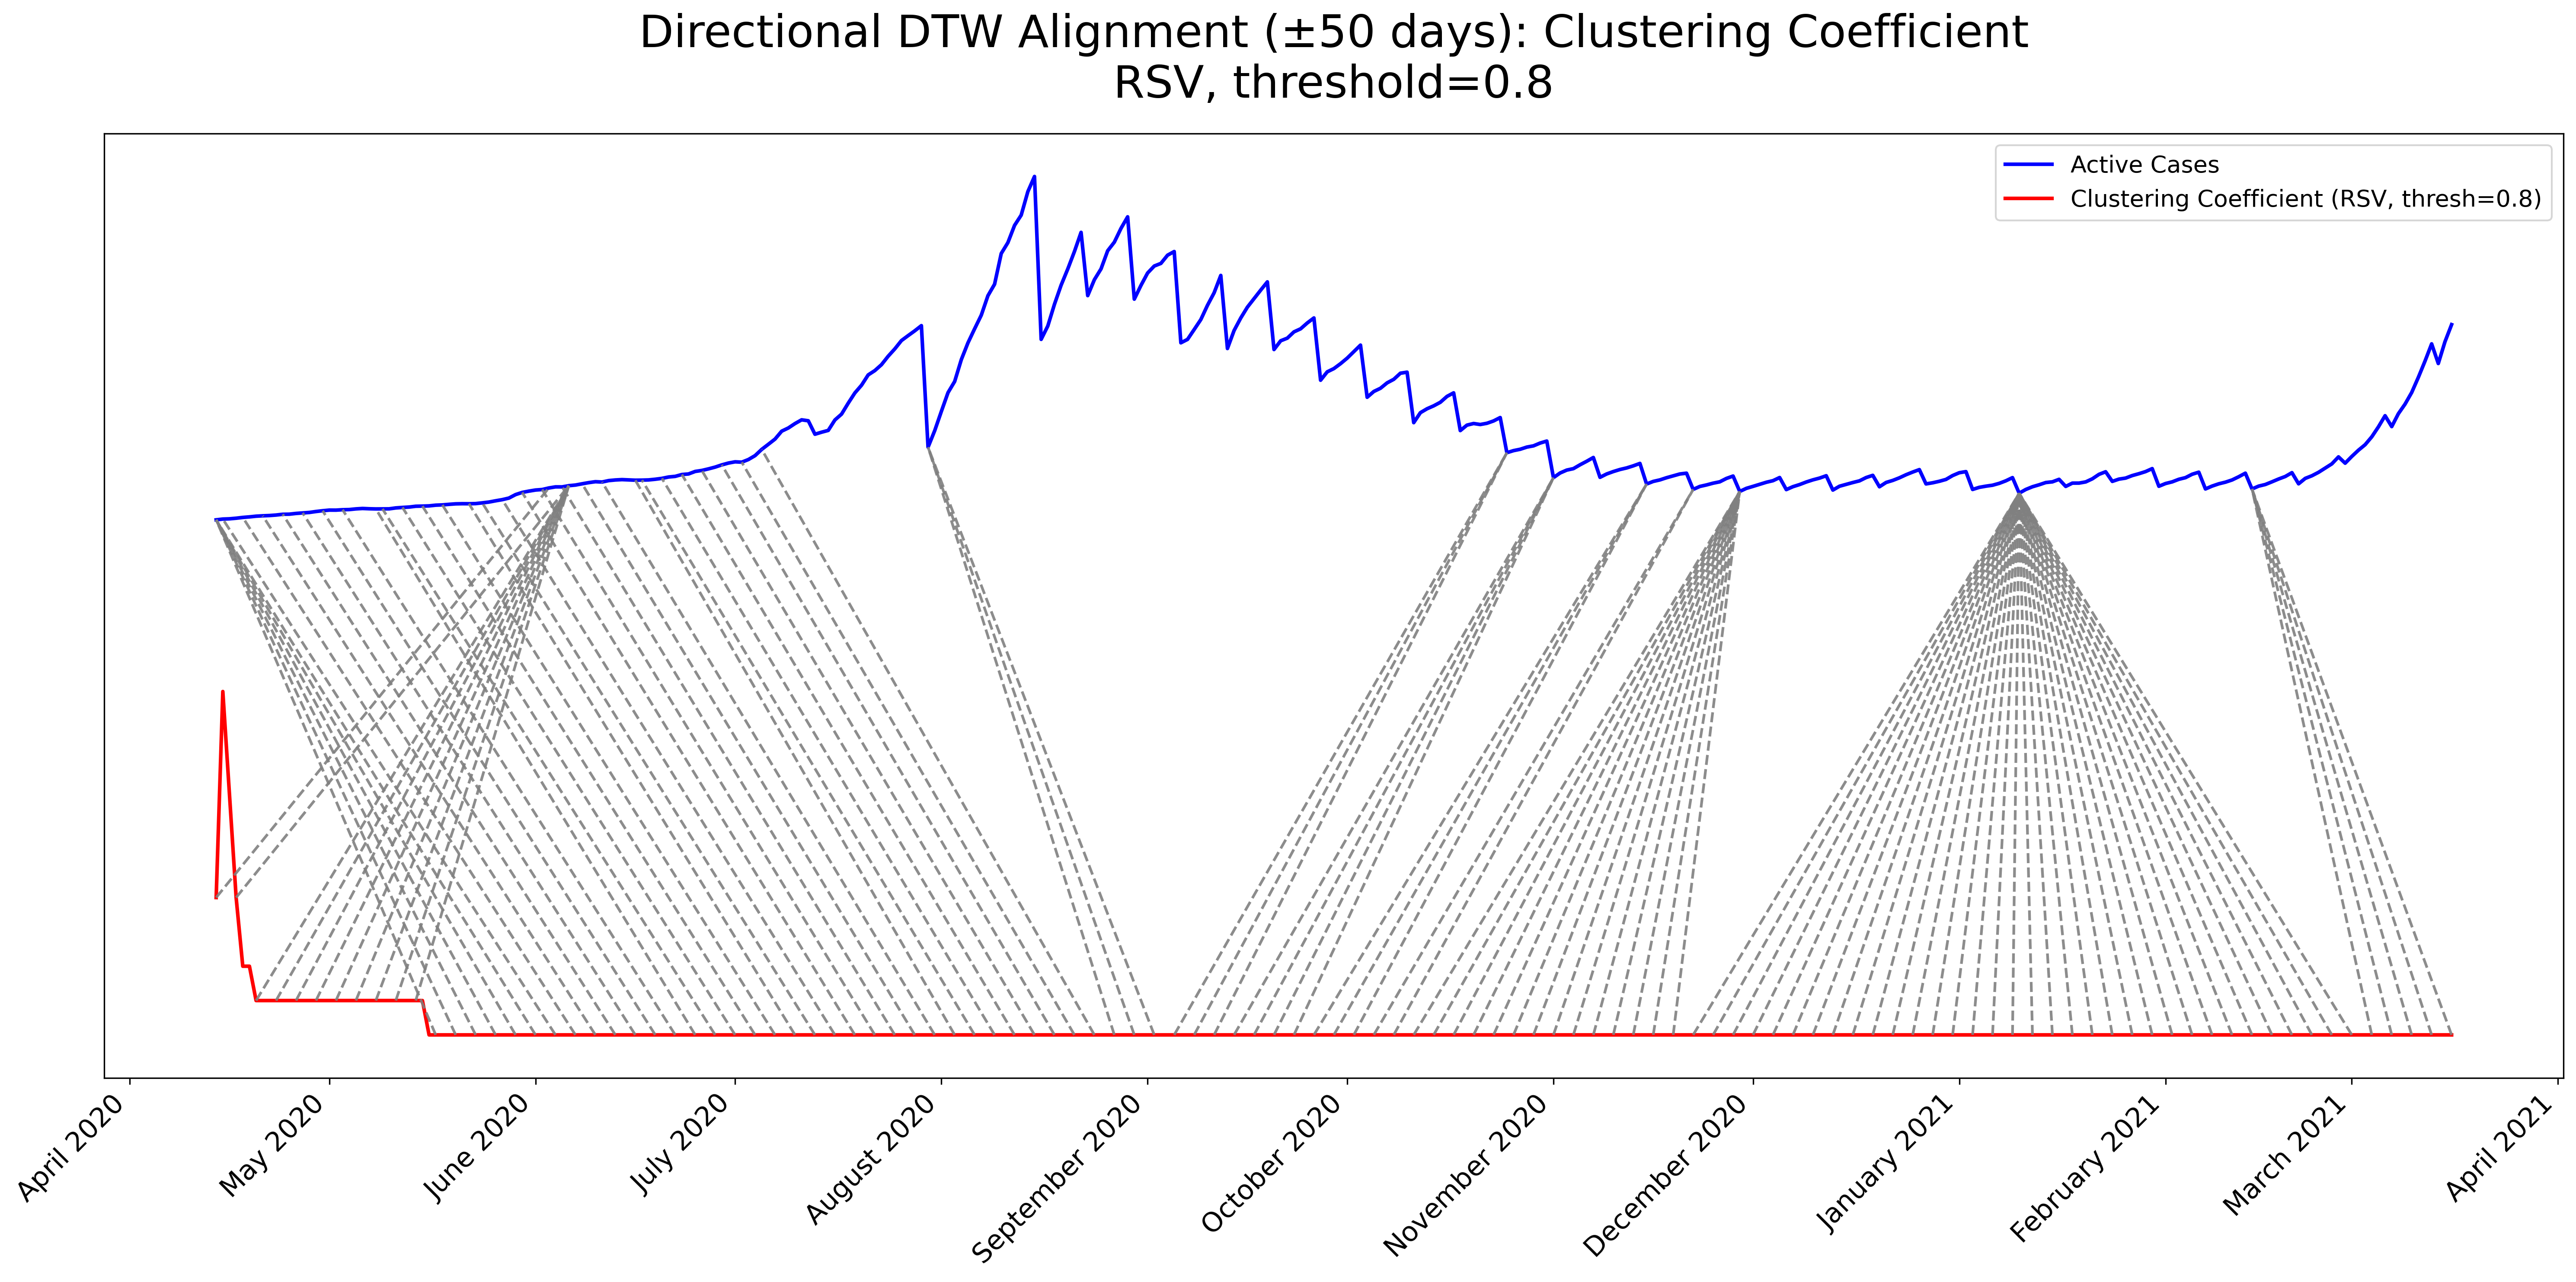 Directional DTW Alignment (±50 days): Clustering Coefficient
RSV, threshold=0.8
Active Cases
Clustering Coefficient (RSV, thresh=0.8)
April 2020
May 2020
June 2020
July 2020
August 2020
September 2020
October 2020
November 2020
December 2020
January 2021
February 2021
March 2021
April 2021